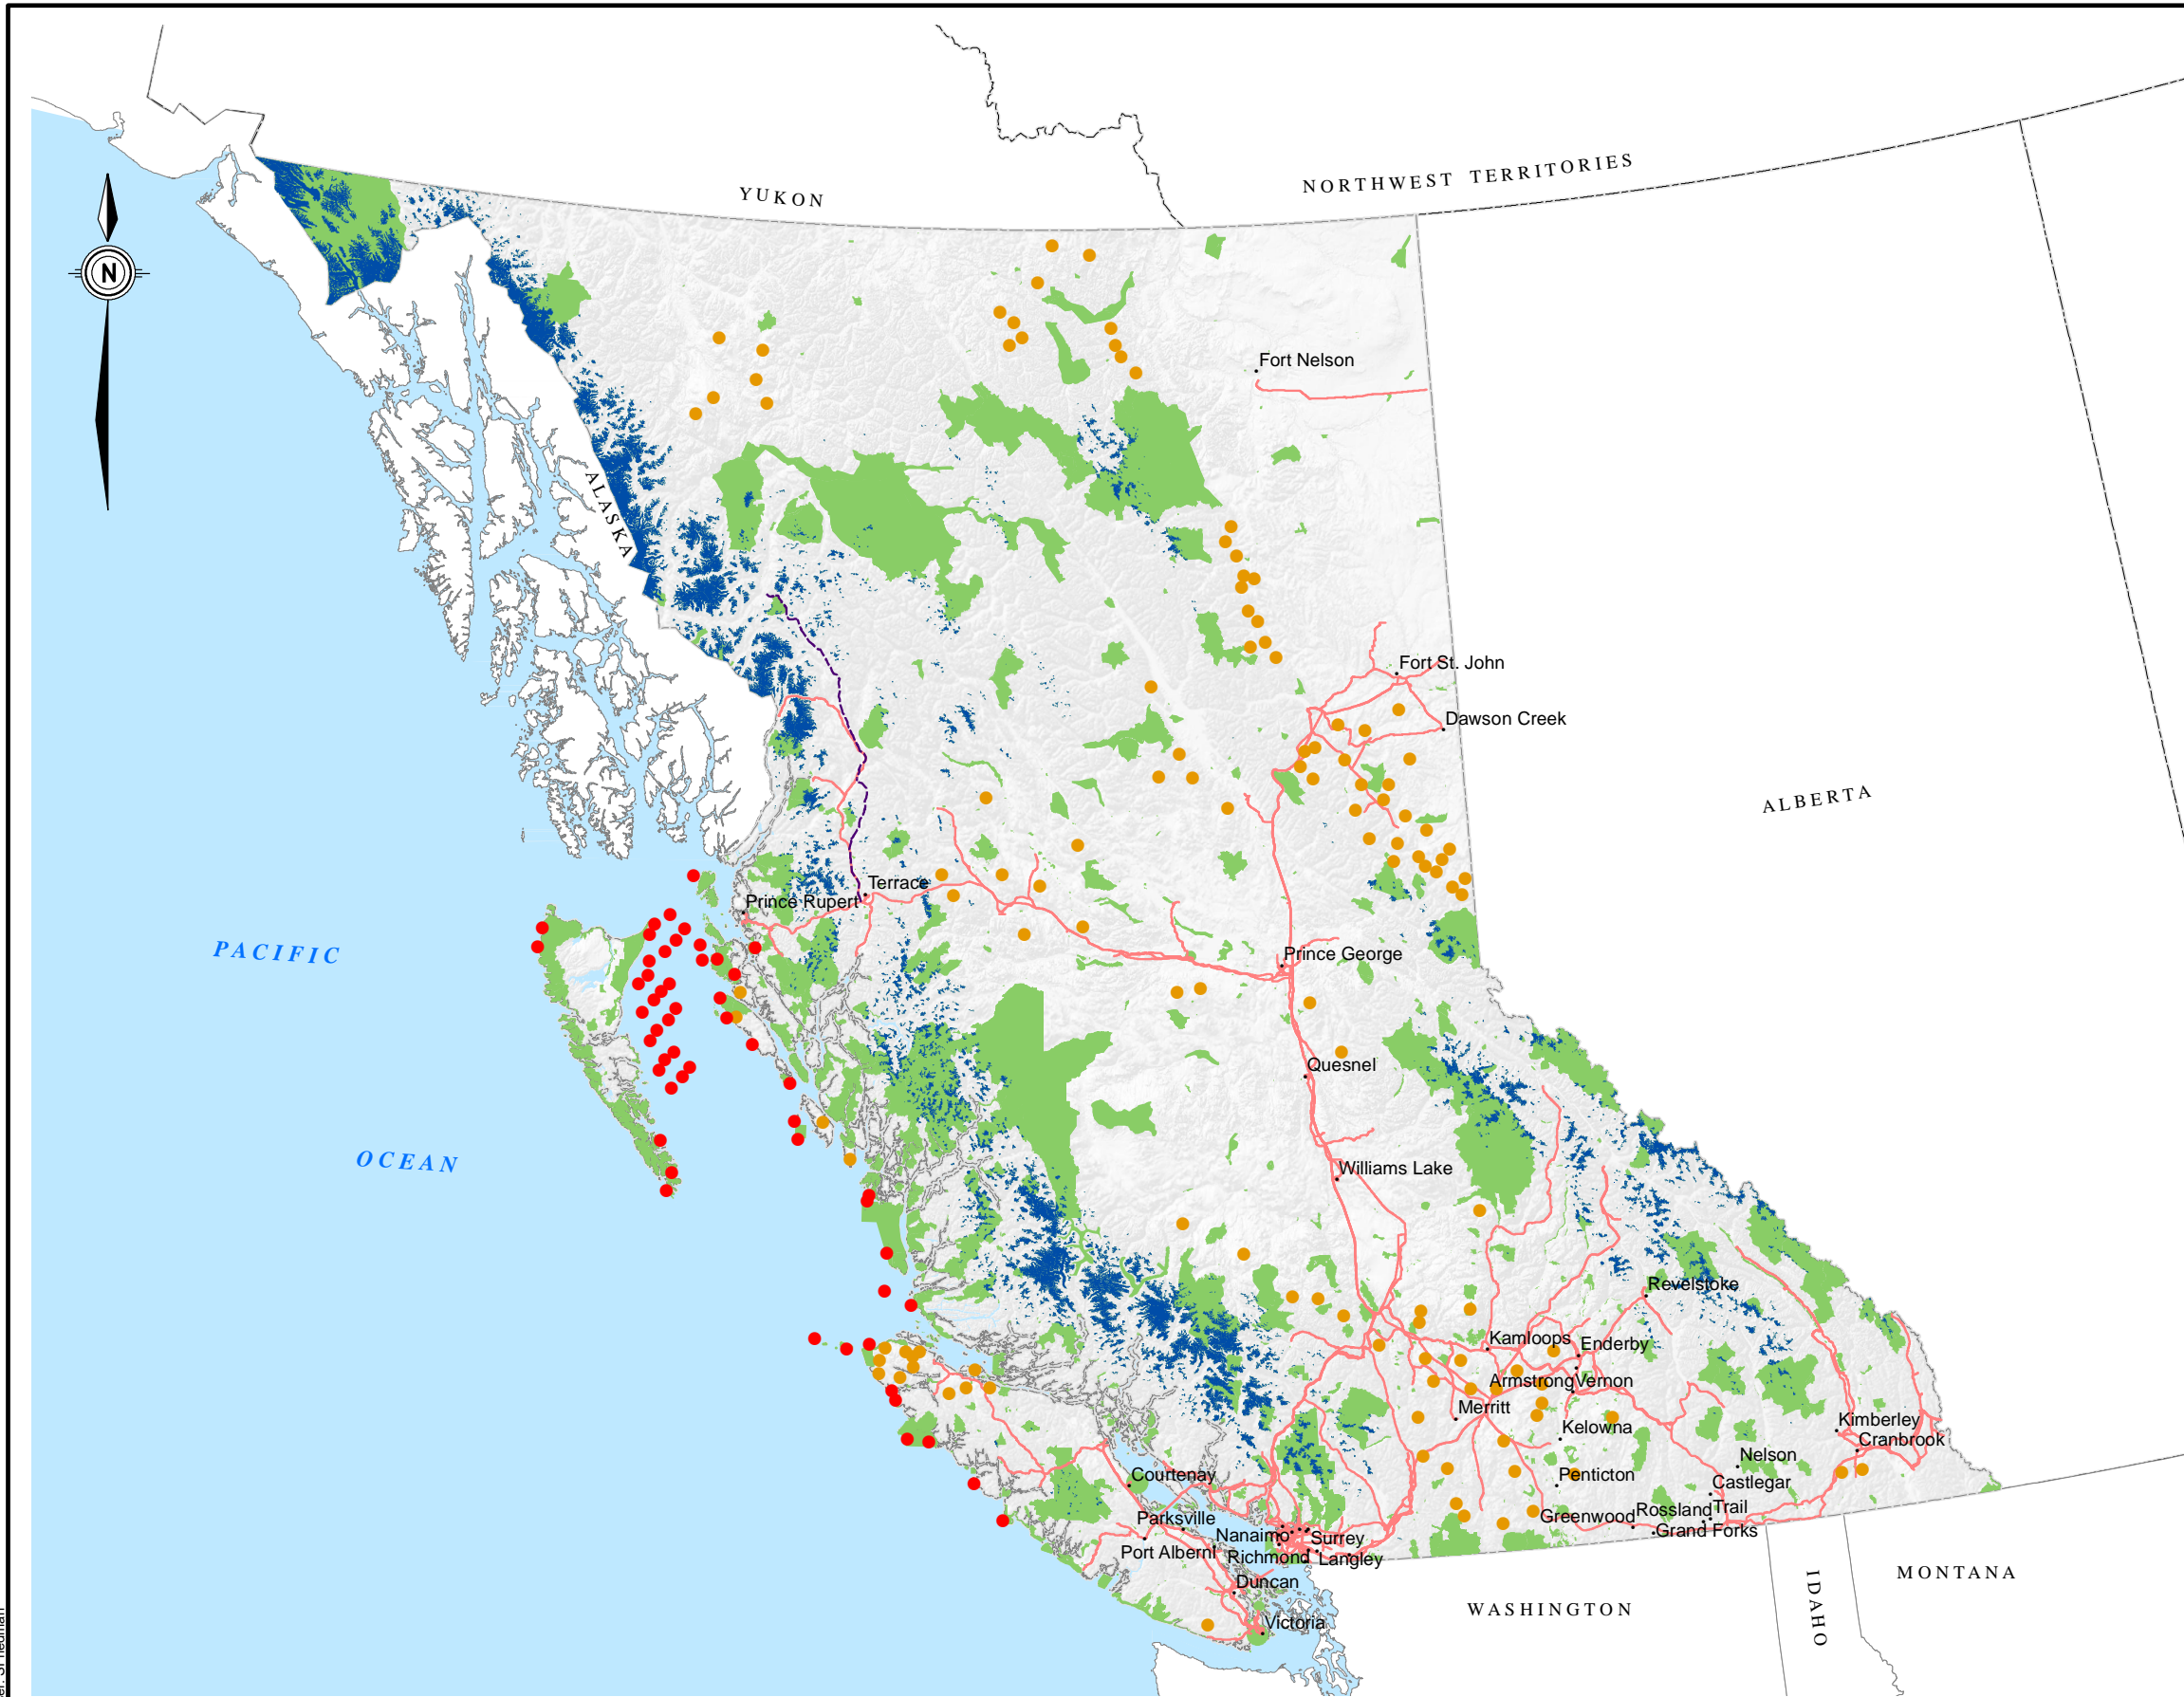 YUKON
NORTHWEST TERRITORIES
N
Fort Nelson
ALASKA
Fort St. John
Dawson Creek
ALBERTA
Terrace
Prince Rupert
PACIFIC
Prince George
Quesnel
OCEAN
Williams Lake
Revelstoke
Kamloops
Enderby
Armstrong
Vernon
Merritt
Kelowna
Kimberley
Cranbrook
Nelson
Courtenay
Penticton
Castlegar
Parksville
Greenwood
Rossland
Trail
Nanaimo
Surrey
Grand Forks
Port Alberni
Richmond
Langley
MONTANA
Duncan
IDAHO
WASHINGTON
Victoria